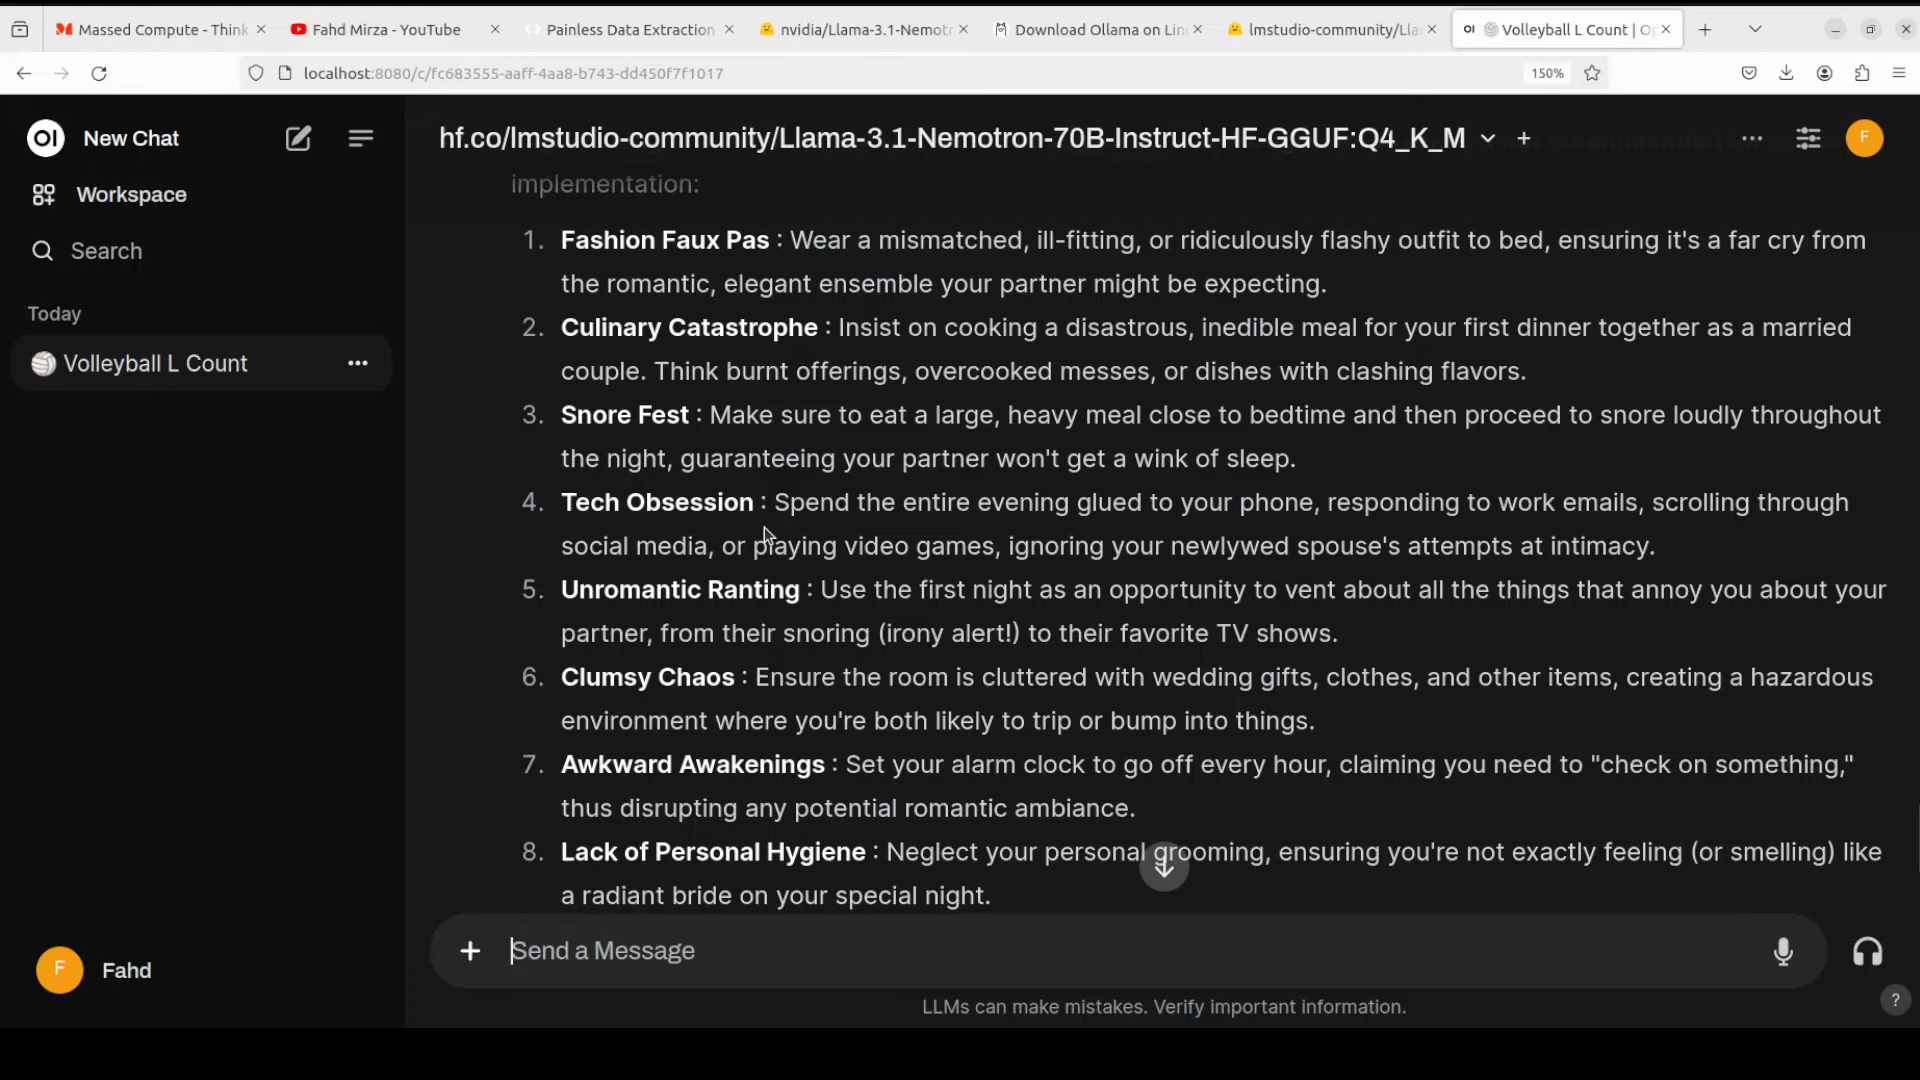 Massed Compute - Think
Fahd Mirza - YouTube
Painless Data Extraction
nvidia/Llama-3.1-Nemotr
Download Ollama on Lin
lmstudio-community/Lla
Volleyball L Count | O
localhost:8080/c/fc683555-aaff-4aa8-b743-dd450f7f1017
150%
OI New Chat
Workspace
Search
Today
Volleyball L Count
F Fahd
hf.co/lmstudio-community/Llama-3.1-Nemotron-70B-Instruct-HF-GGUF:Q4_K_M
F
implementation:
1. Fashion Faux Pas : Wear a mismatched, ill-fitting, or ridiculously flashy outfit to bed, ensuring it's a far cry from
the romantic, elegant ensemble your partner might be expecting.
2. Culinary Catastrophe : Insist on cooking a disastrous, inedible meal for your first dinner together as a married
couple. Think burnt offerings, overcooked messes, or dishes with clashing flavors.
3. Snore Fest : Make sure to eat a large, heavy meal close to bedtime and then proceed to snore loudly throughout
the night, guaranteeing your partner won't get a wink of sleep.
4. Tech Obsession : Spend the entire evening glued to your phone, responding to work emails, scrolling through
social media, or playing video games, ignoring your newlywed spouse's attempts at intimacy.
5. Unromantic Ranting : Use the first night as an opportunity to vent about all the things that annoy you about your
partner, from their snoring (irony alert!) to their favorite TV shows.
6. Clumsy Chaos : Ensure the room is cluttered with wedding gifts, clothes, and other items, creating a hazardous
environment where you're both likely to trip or bump into things.
7. Awkward Awakenings : Set your alarm clock to go off every hour, claiming you need to "check on something,"
thus disrupting any potential romantic ambiance.
8. Lack of Personal Hygiene : Neglect your personal grooming, ensuring you're not exactly feeling (or smelling) like
a radiant bride on your special night.
Send a Message
LLMs can make mistakes. Verify important information.
?